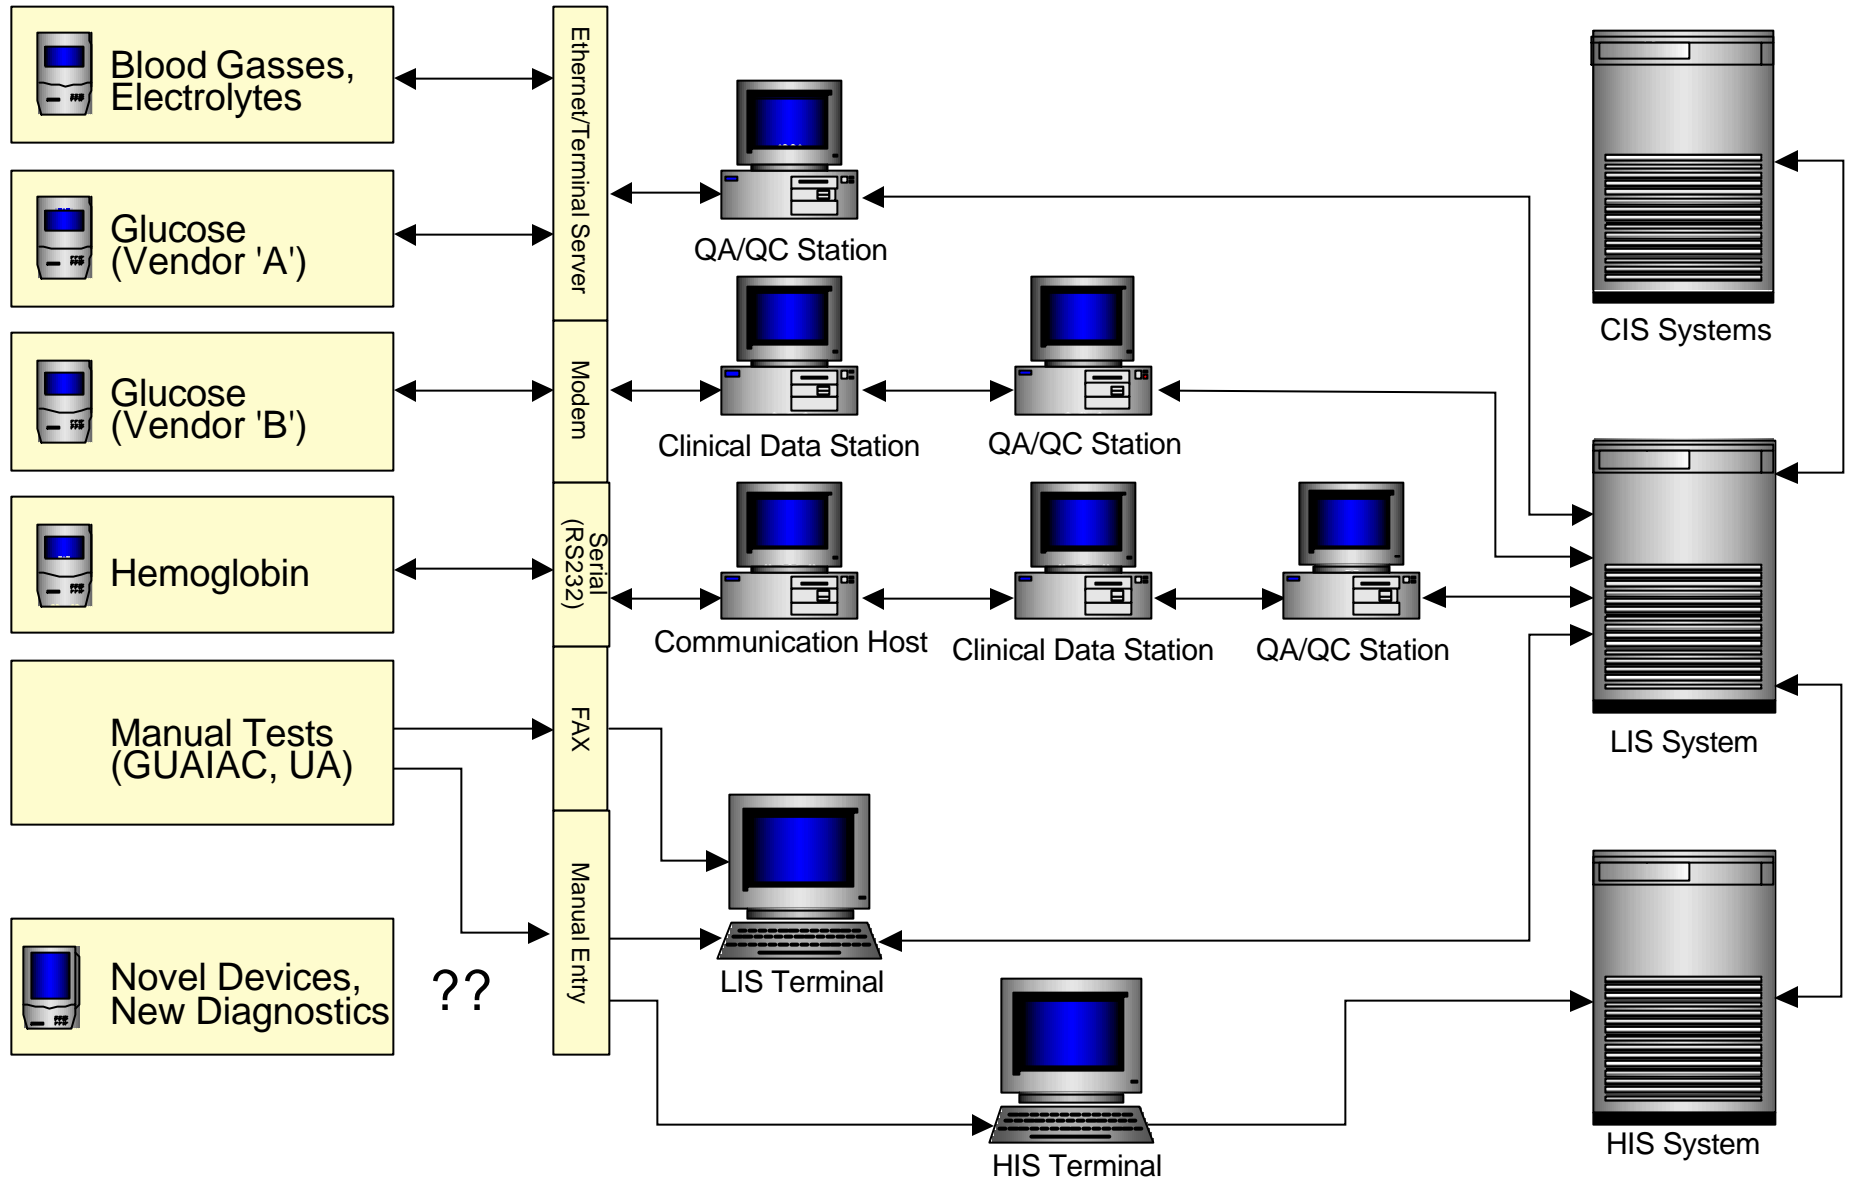 Blood Gasses,
Electrolytes
Glucose
(Vendor 'A')
Glucose
(Vendor 'B')
Hemoglobin
Manual Tests
(GUAIAC, UA)
Novel Devices,
New Diagnostics
??
Ethernet/Terminal Server
Modem
Serial
(RS232)
FAX
Manual Entry
QA/QC Station
Clinical Data Station
QA/QC Station
Communication Host
Clinical Data Station
QA/QC Station
LIS Terminal
HIS Terminal
CIS Systems
LIS System
HIS System